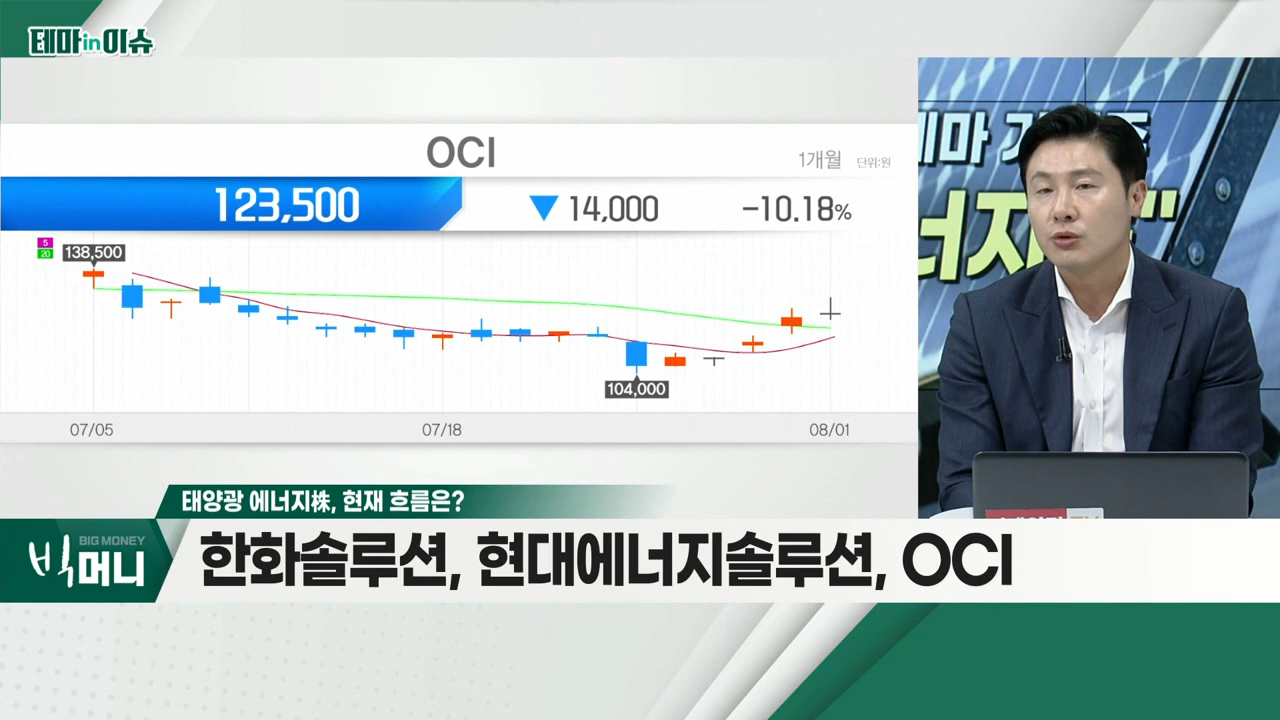 테마in이슈
OCI
1개월 단위:원
123,500 ▼ 14,000 -10.18%
5
20
138,500
104,000
07/05 07/18 08/01
태양광 에너지株, 현재 흐름은?
BIG MONEY
빅머니
한화솔루션, 현대에너지솔루션, OCI